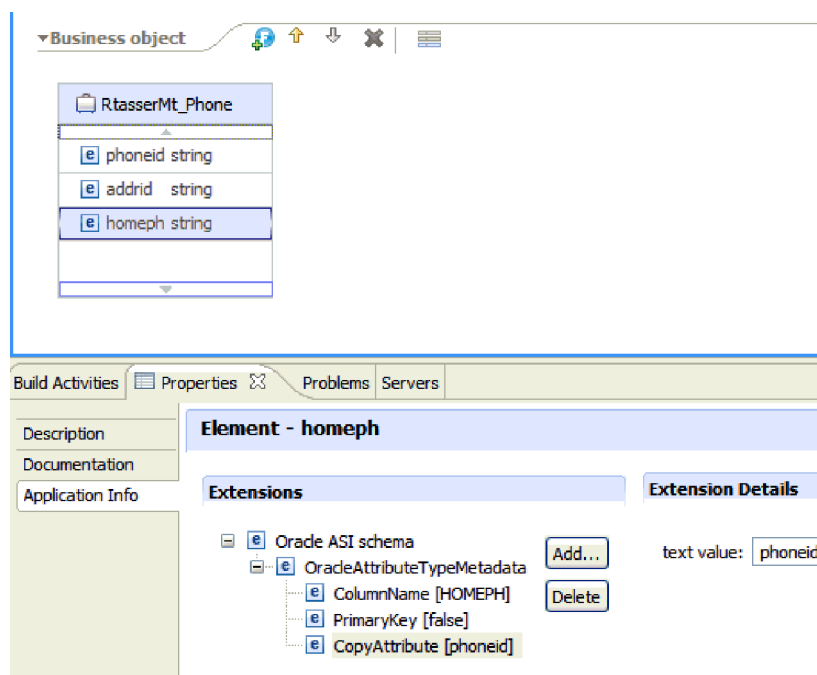 Business object
RtasserMt_Phone
e phoneid string
e addrid string
e homeph string
Build Activities Properties Problems Servers
Description
Documentation
Application Info
Element - homeph
Extensions
e Oracle ASI schema
e OracleAttributeTypeMetadata
e ColumnName [HOMEPH]
e PrimaryKey [false]
e CopyAttribute [phoneid]
Add...
Delete
Extension Details
text value: phoneid